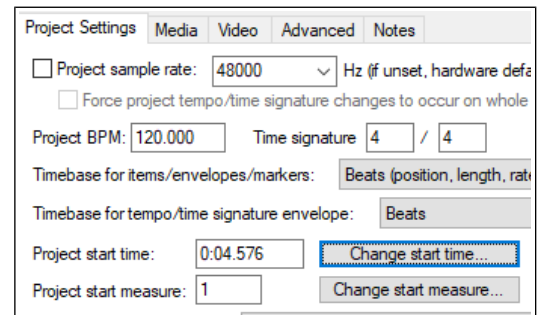 Project Settings Media Video Advanced Notes
Project sample rate: 48000 Hz (if unset, hardware defa
Force project tempo/time signature changes to occur on whole
Project BPM: 120.000 Time signature 4 / 4
Timebase for items/envelopes/markers: Beats (position, length, rate
Timebase for tempo/time signature envelope: Beats
Project start time: 0:04.576 Change start time...
Project start measure: 1 Change start measure...